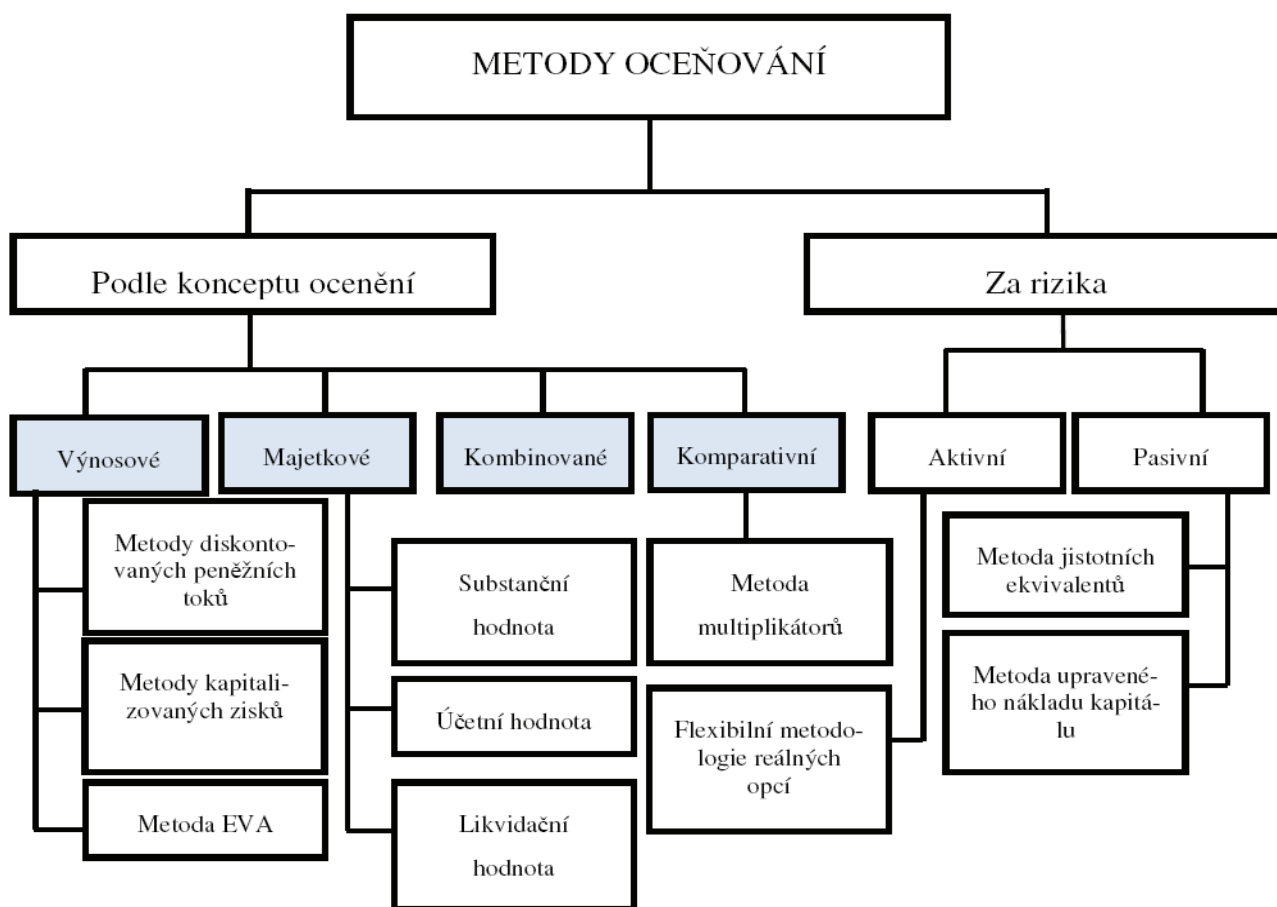 METODY OCEŇOVÁNÍ
Podle konceptu ocenění
Za rizika
Výnosové
Majetkové
Kombinované
Komparativní
Aktivní
Pasivní
Metody diskonto-
vaných peněžních
toků
Metody kapitali-
zovaných zisků
Metoda EVA
Substanční
hodnota
Účetní hodnota
Likvidační
hodnota
Metoda
multiplikátorů
Flexibilní metodo-
logie reálných
opcí
Metoda jistotních
ekvivalentů
Metoda upravené-
ho nákladu kapitá-
lu